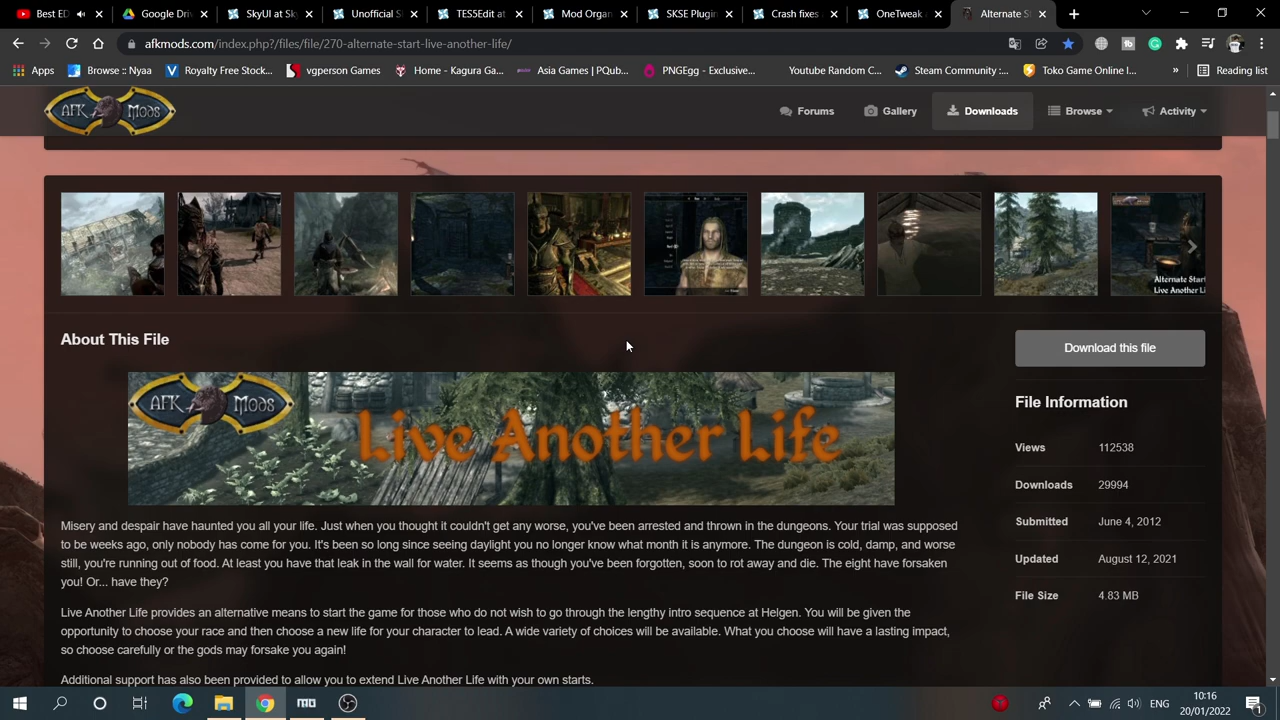 Best ED
Google Driv
SkyUI at Sk
Unofficial S
TES5Edit at
Mod Organ
SKSE Plugin
Crash fixes
OneTweak a
Alternate St
afkmods.com/index.php?/files/file/270-alternate-start-live-another-life/
Apps
Browse :: Nyaa
Royalty Free Stock...
vgperson Games
Home - Kagura Ga...
Asia Games | PQub...
PNGEgg - Exclusive...
Youtube Random C...
Steam Community :...
Toko Game Online I...
»
Reading list
AFK MODS
Forums
Gallery
Downloads
Browse
Activity
Alternate Start
Live Another Li
About This File
Download this file
AFK MODS
Live Another Life
File Information
Views 112538
Downloads 29994
Submitted June 4, 2012
Updated August 12, 2021
File Size 4.83 MB
Misery and despair have haunted you all your life. Just when you thought it couldn't get any worse, you've been arrested and thrown in the dungeons. Your trial was supposed
to be weeks ago, only nobody has come for you. It's been so long since seeing daylight you no longer know what month it is anymore. The dungeon is cold, damp, and worse
still, you're running out of food. At least you have that leak in the wall for water. It seems as though you've been forgotten, soon to rot away and die. The eight have forsaken
you! Or... have they?
Live Another Life provides an alternative means to start the game for those who do not wish to go through the lengthy intro sequence at Helgen. You will be given the
opportunity to choose your race and then choose a new life for your character to lead. A wide variety of choices will be available. What you choose will have a lasting impact,
so choose carefully or the gods may forsake you again!
Additional support has also been provided to allow you to extend Live Another Life with your own starts.
ENG
10:16
20/01/2022
1